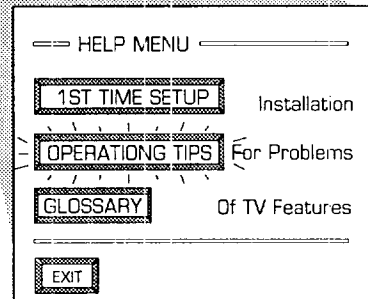 HELP MENU
1ST TIME SETUP Installation
OPERATIONG TIPS For Problems
GLOSSARY Of TV Features
EXIT